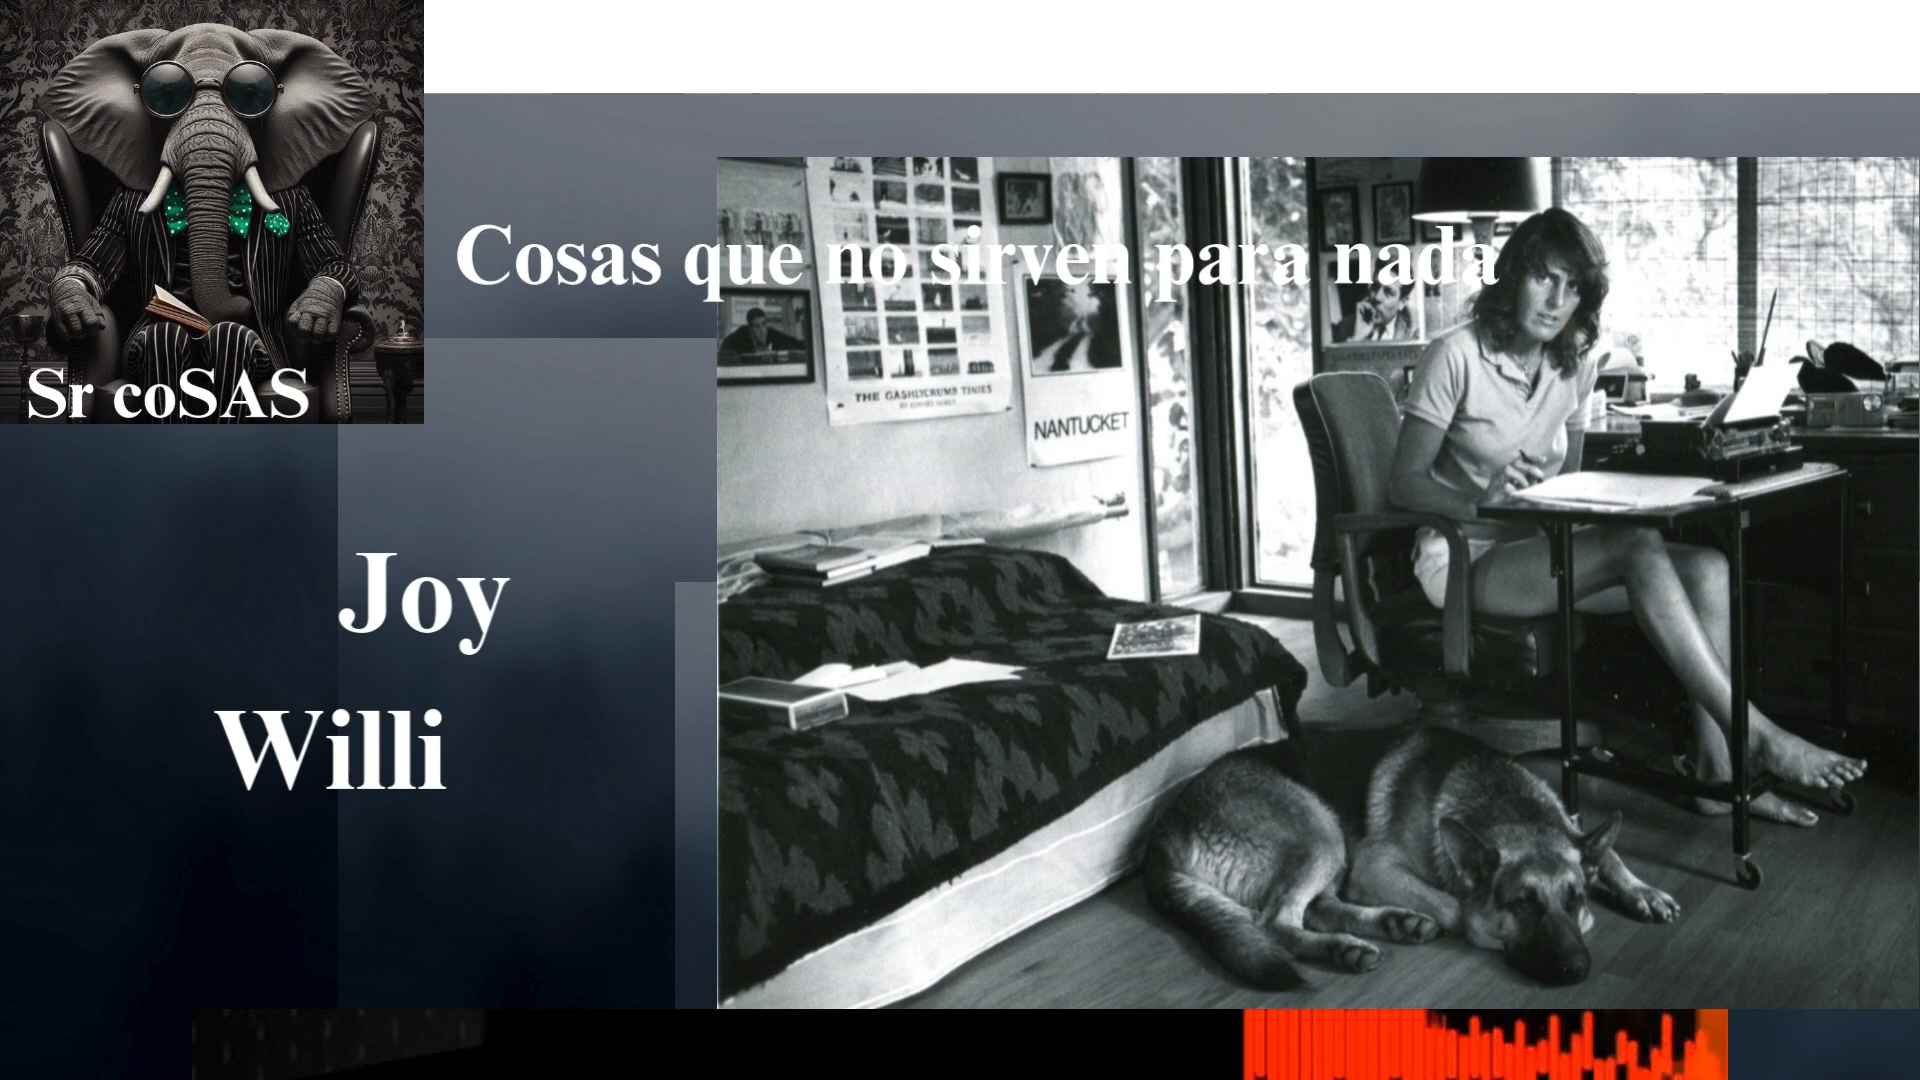 Cosas que no sirven para nada
Sr coSAS
THE GASHLYCRUMB TINIES
NANTUCKET
Joy
Willi